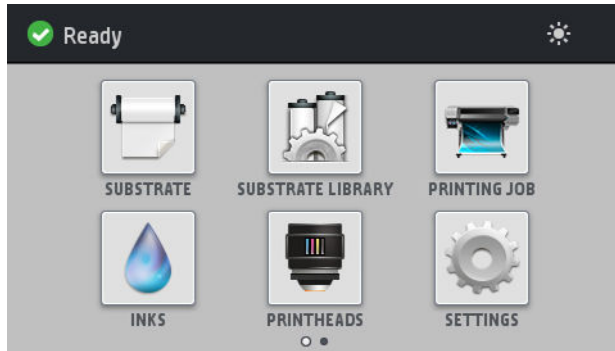 Ready
SUBSTRATE SUBSTRATE LIBRARY PRINTING JOB
INKS PRINTHEADS SETTINGS